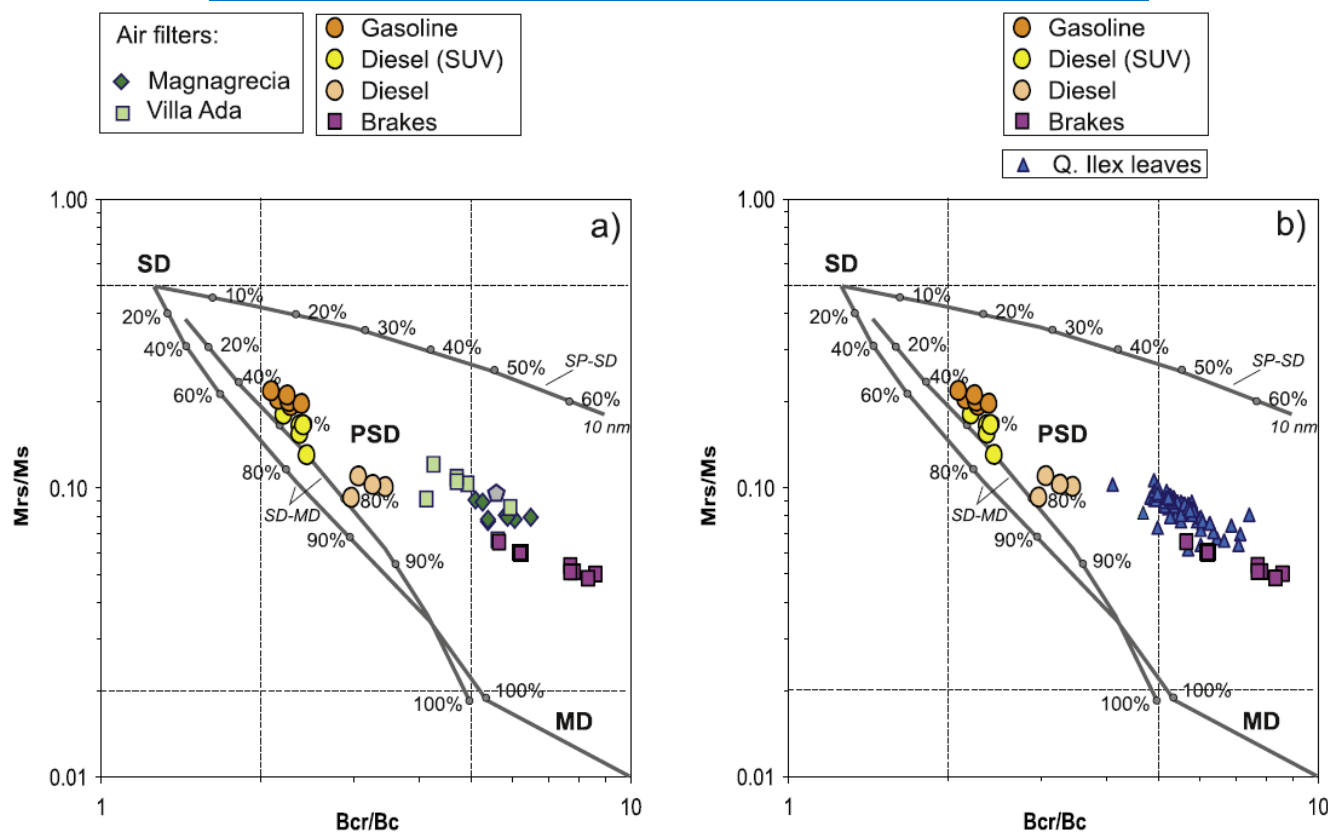 Air filters:
Magnagrecia
Villa Ada
Gasoline
Diesel (SUV)
Diesel
Brakes
Gasoline
Diesel (SUV)
Diesel
Brakes
Q. Ilex leaves
a)
1.00
0.10
0.01
Mrs/Ms
SD
10%
20%
30%
40%
50%
60%
SP-SD
10 nm
20%
40%
60%
80%
90%
100%
20%
40%
%
80%
90%
100%
SD-MD
PSD
MD
1
10
Bcr/Bc
b)
1.00
0.10
0.01
Mrs/Ms
SD
10%
20%
30%
40%
50%
60%
SP-SD
10 nm
20%
40%
60%
80%
90%
100%
20%
40%
%
80%
90%
100%
SD-MD
PSD
MD
1
10
Bcr/Bc